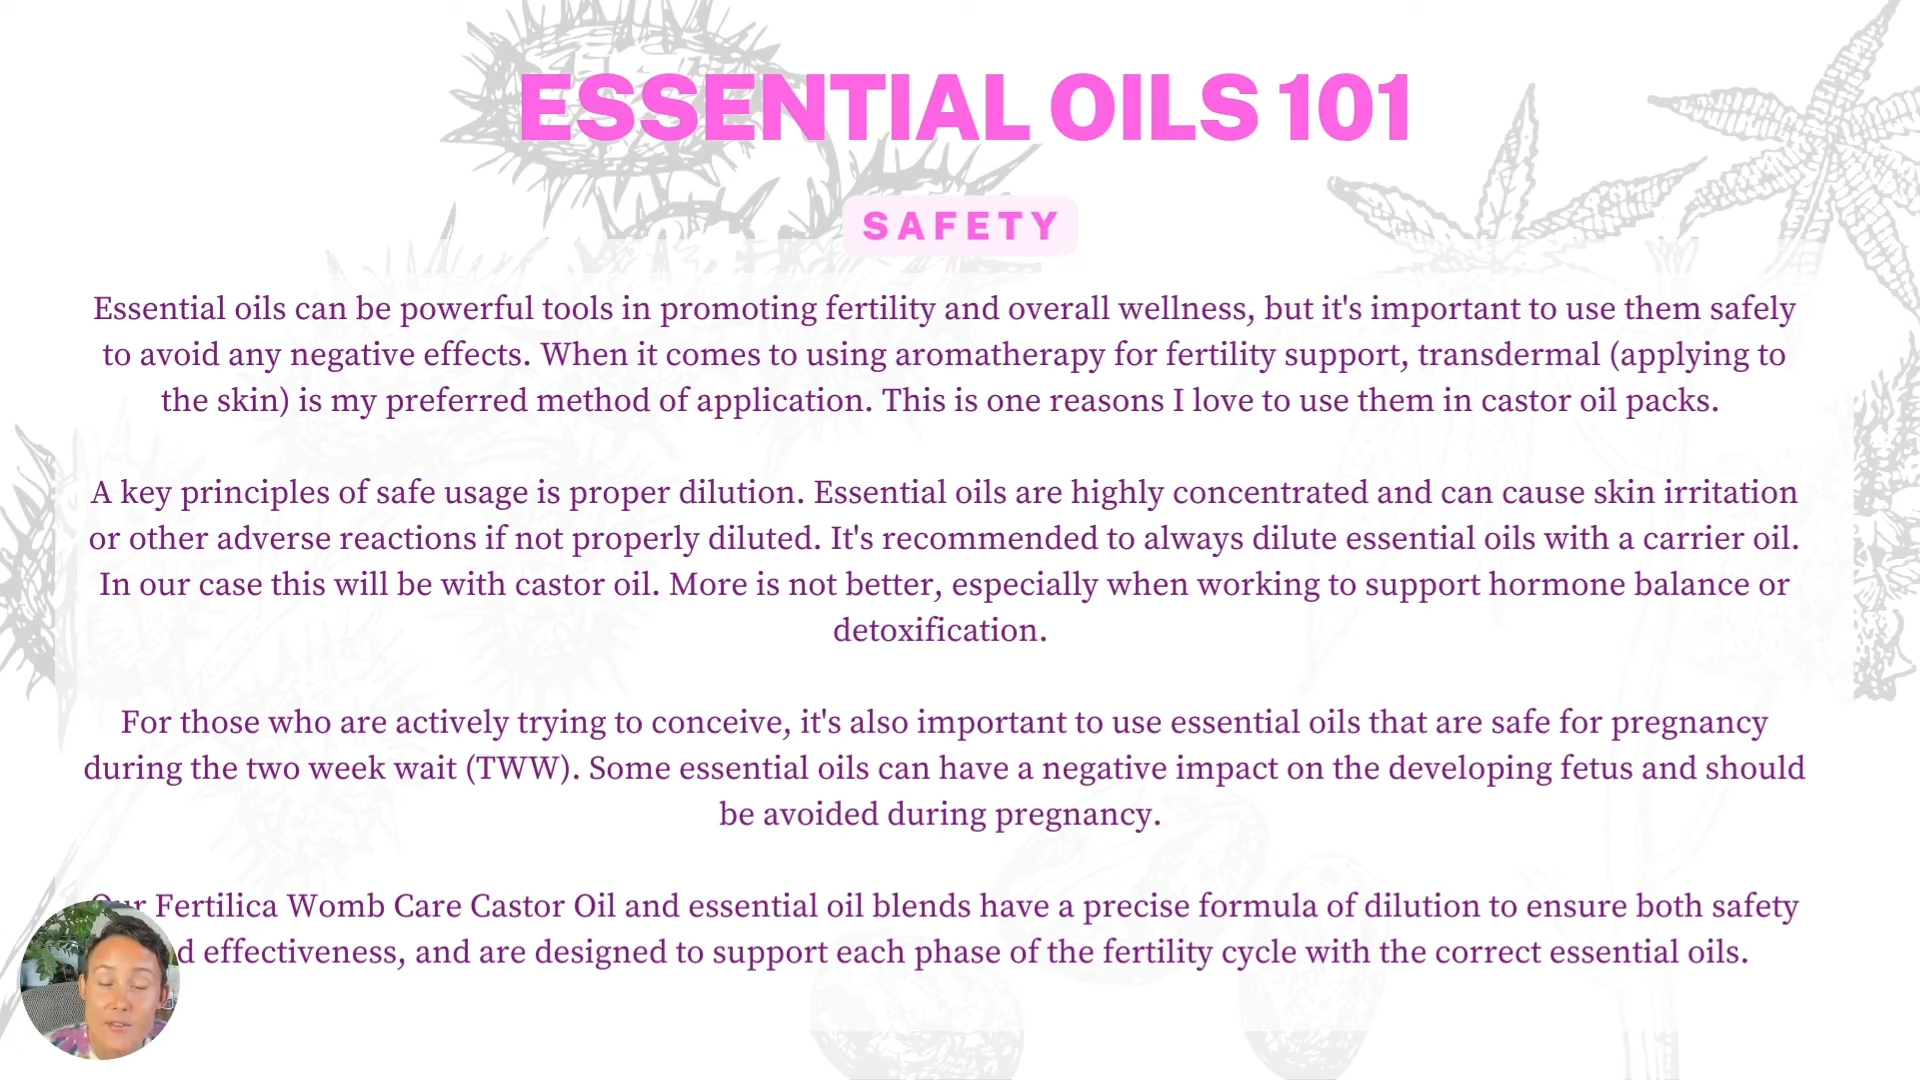 ESSENTIAL OILS 101
SAFETY
Essential oils can be powerful tools in promoting fertility and overall wellness, but it's important to use them safely
to avoid any negative effects. When it comes to using aromatherapy for fertility support, transdermal (applying to
the skin) is my preferred method of application. This is one reasons I love to use them in castor oil packs.
A key principles of safe usage is proper dilution. Essential oils are highly concentrated and can cause skin irritation
or other adverse reactions if not properly diluted. It's recommended to always dilute essential oils with a carrier oil.
In our case this will be with castor oil. More is not better, especially when working to support hormone balance or
detoxification.
For those who are actively trying to conceive, it's also important to use essential oils that are safe for pregnancy
during the two week wait (TWW). Some essential oils can have a negative impact on the developing fetus and should
be avoided during pregnancy.
Fertilica Womb Care Castor Oil and essential oil blends have a precise formula of dilution to ensure both safety
effectiveness, and are designed to support each phase of the fertility cycle with the correct essential oils.